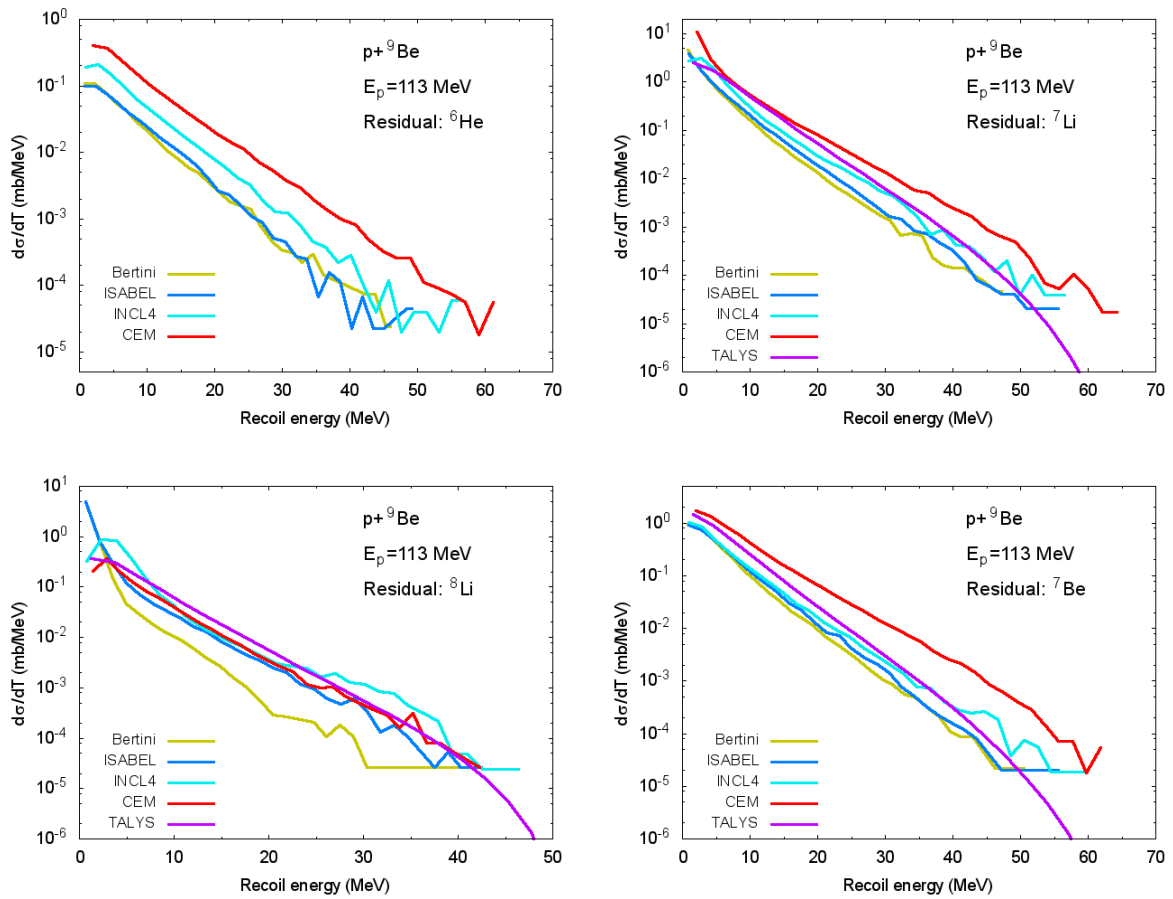 dσ/dT (mb/MeV)
10⁰
10⁻¹
10⁻²
10⁻³
10⁻⁴
10⁻⁵
p+⁹Be
Eₚ=113 MeV
Residual: ⁶He
Bertini
ISABEL
INCL4
CEM
0 10 20 30 40 50 60 70
Recoil energy (MeV)
dσ/dT (mb/MeV)
10¹
10⁰
10⁻¹
10⁻²
10⁻³
10⁻⁴
10⁻⁵
10⁻⁶
p+⁹Be
Eₚ=113 MeV
Residual: ⁷Li
Bertini
ISABEL
INCL4
CEM
TALYS
0 10 20 30 40 50 60 70
Recoil energy (MeV)
dσ/dT (mb/MeV)
10¹
10⁰
10⁻¹
10⁻²
10⁻³
10⁻⁴
10⁻⁵
10⁻⁶
p+⁹Be
Eₚ=113 MeV
Residual: ⁸Li
Bertini
ISABEL
INCL4
CEM
TALYS
0 10 20 30 40 50
Recoil energy (MeV)
dσ/dT (mb/MeV)
10⁰
10⁻¹
10⁻²
10⁻³
10⁻⁴
10⁻⁵
10⁻⁶
p+⁹Be
Eₚ=113 MeV
Residual: ⁷Be
Bertini
ISABEL
INCL4
CEM
TALYS
0 10 20 30 40 50 60 70
Recoil energy (MeV)